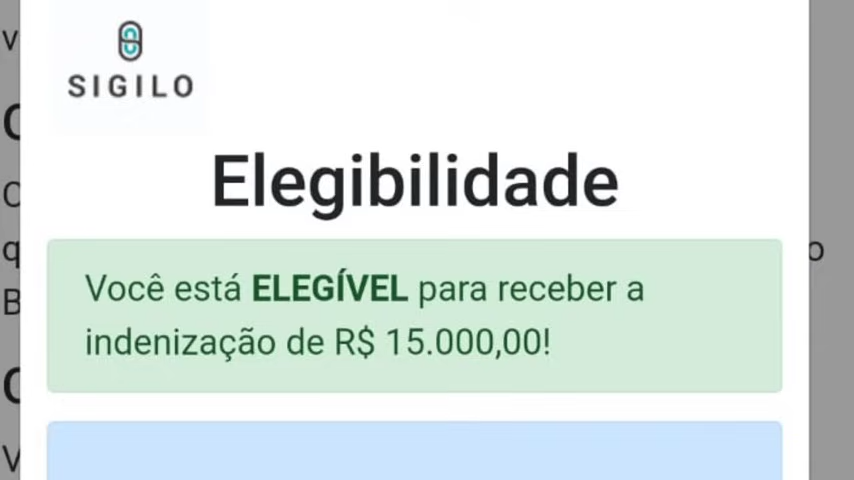 SIGILO
Elegibilidade
Você está ELEGÍVEL para receber a
indenização de R$ 15.000,00!